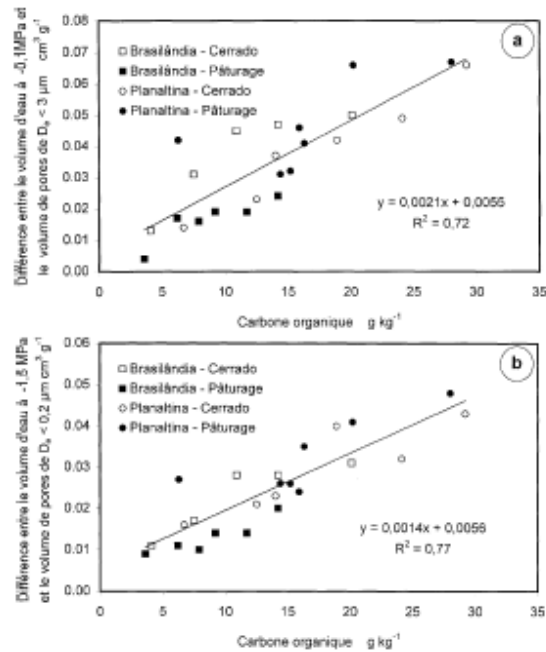 Différence entre le volume d'eau à -0,1MPa et
le volume de pores de Dₑ < 3 µm cm³ g⁻¹
0.08
0.07
0.06
0.05
0.04
0.03
0.02
0.01
0.00
a
Brasilândia - Cerrado
Brasilândia - Pâturage
Planaltina - Cerrado
Planaltina - Pâturage
y = 0,0021x + 0,0055
R² = 0,72
0 5 10 15 20 25 30 35
Carbone organique g kg⁻¹
Différence entre le volume d'eau à -1,5 MPa
et le volume de pores de Dₑ < 0,2 µm cm³ g⁻¹
0.06
0.05
0.04
0.03
0.02
0.01
0.00
b
Brasilândia - Cerrado
Brasilândia - Pâturage
Planaltina - Cerrado
Planaltina - Pâturage
y = 0,0014x + 0,0056
R² = 0,77
0 5 10 15 20 25 30 35
Carbone organique g kg⁻¹